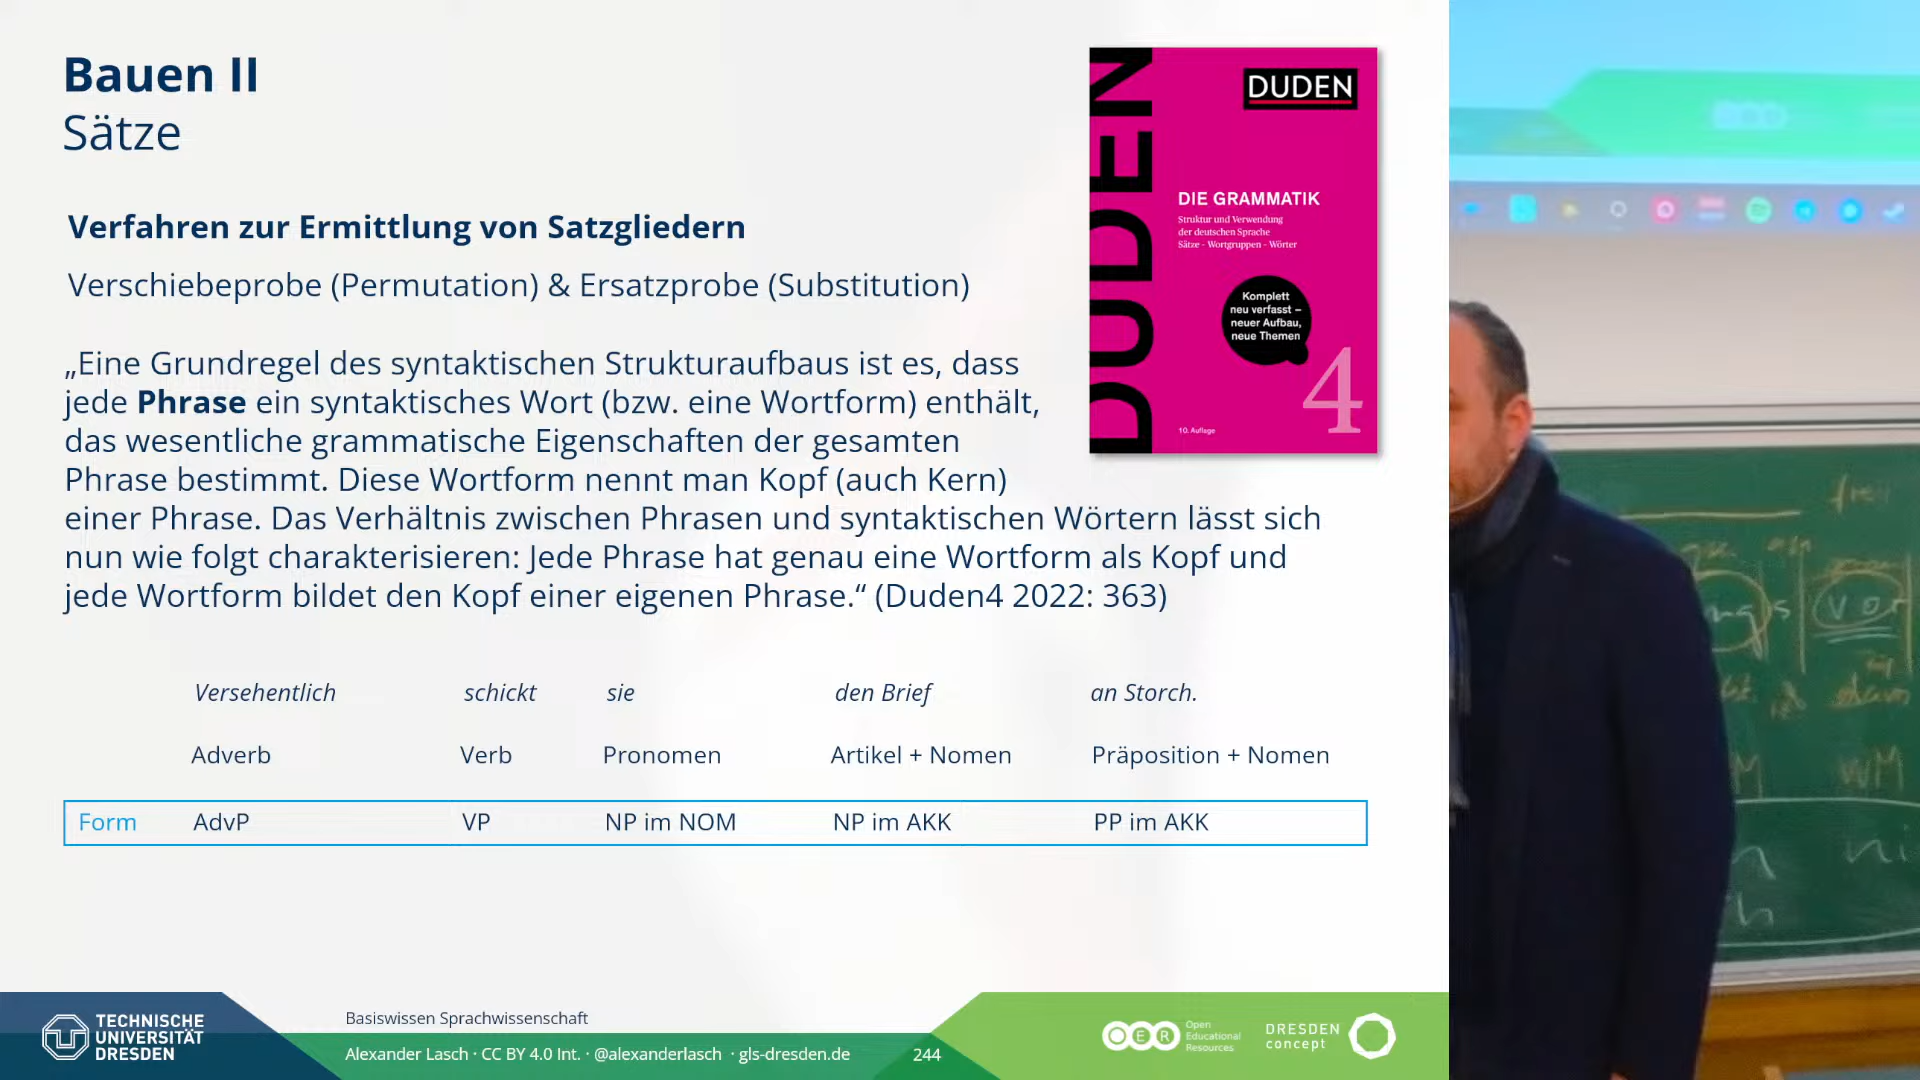 Bauen II
Sätze
Verfahren zur Ermittlung von Satzgliedern
Verschiebeprobe (Permutation) & Ersatzprobe (Substitution)
„Eine Grundregel des syntaktischen Strukturaufbaus ist es, dass
jede Phrase ein syntaktisches Wort (bzw. eine Wortform) enthält,
das wesentliche grammatische Eigenschaften der gesamten
Phrase bestimmt. Diese Wortform nennt man Kopf (auch Kern)
einer Phrase. Das Verhältnis zwischen Phrasen und syntaktischen Wörtern lässt sich
nun wie folgt charakterisieren: Jede Phrase hat genau eine Wortform als Kopf und
jede Wortform bildet den Kopf einer eigenen Phrase.“ (Duden4 2022: 363)
DUDEN
DUDEN
DIE GRAMMATIK
Struktur und Verwendung
der deutschen Sprache
Sätze – Wortgruppen – Wörter
Komplett
neu verfasst –
neuer Aufbau,
neue Themen
4
10. Auflage
Versehentlich schickt sie den Brief an Storch.
Adverb Verb Pronomen Artikel + Nomen Präposition + Nomen
Form AdvP VP NP im NOM NP im AKK PP im AKK
TECHNISCHE
UNIVERSITÄT
DRESDEN
Basiswissen Sprachwissenschaft
Alexander Lasch · CC BY 4.0 Int. · @alexanderlasch · gls-dresden.de 244
OER
Open
Educational
Resources
DRESDEN
concept
vor